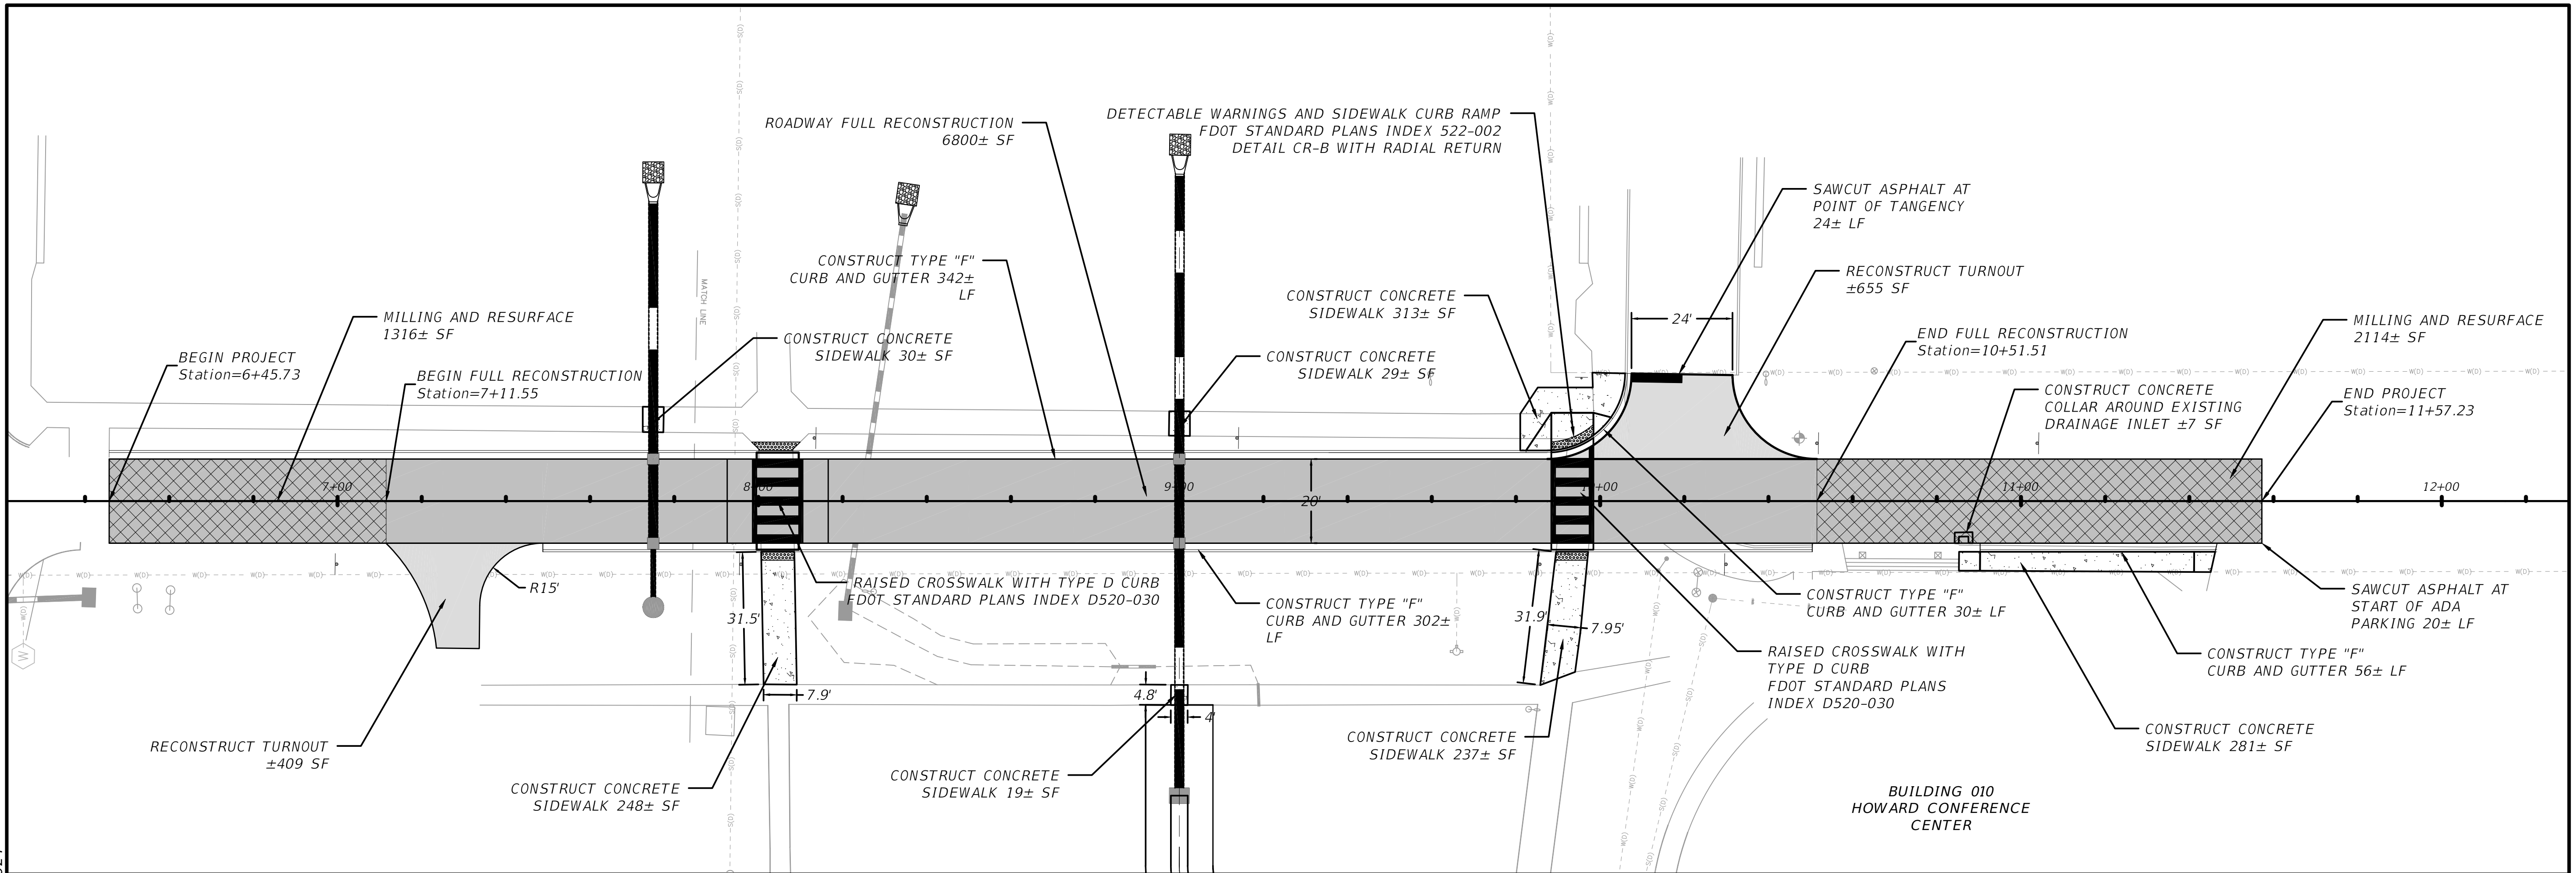 ROADWAY FULL RECONSTRUCTION
6800± SF
DETECTABLE WARNINGS AND SIDEWALK CURB RAMP
FDOT STANDARD PLANS INDEX 522-002
DETAIL CR-B WITH RADIAL RETURN
SAWCUT ASPHALT AT
POINT OF TANGENCY
24± LF
CONSTRUCT TYPE "F"
CURB AND GUTTER 342±
LF
MATCH LINE
CONSTRUCT CONCRETE
SIDEWALK 313± SF
RECONSTRUCT TURNOUT
±655 SF
24'
MILLING AND RESURFACE
1316± SF
CONSTRUCT CONCRETE
SIDEWALK 30± SF
CONSTRUCT CONCRETE
SIDEWALK 29± SF
END FULL RECONSTRUCTION
Station=10+51.51
MILLING AND RESURFACE
2114± SF
BEGIN PROJECT
Station=6+45.73
BEGIN FULL RECONSTRUCTION
Station=7+11.55
CONSTRUCT CONCRETE
COLLAR AROUND EXISTING
DRAINAGE INLET ±7 SF
END PROJECT
Station=11+57.23
7+00
8+00
9+00
10+00
11+00
12+00
20'
R15'
RAISED CROSSWALK WITH TYPE D CURB
FDOT STANDARD PLANS INDEX D520-030
31.5'
7.9'
CONSTRUCT TYPE "F"
CURB AND GUTTER 302±
LF
31.9'
7.95'
CONSTRUCT TYPE "F"
CURB AND GUTTER 30± LF
SAWCUT ASPHALT AT
START OF ADA
PARKING 20± LF
W
4.8'
4'
RAISED CROSSWALK WITH
TYPE D CURB
FDOT STANDARD PLANS
INDEX D520-030
CONSTRUCT TYPE "F"
CURB AND GUTTER 56± LF
RECONSTRUCT TURNOUT
±409 SF
CONSTRUCT CONCRETE
SIDEWALK 248± SF
CONSTRUCT CONCRETE
SIDEWALK 19± SF
CONSTRUCT CONCRETE
SIDEWALK 237± SF
CONSTRUCT CONCRETE
SIDEWALK 281± SF
BUILDING 010
HOWARD CONFERENCE
CENTER
S(D)
W(D)